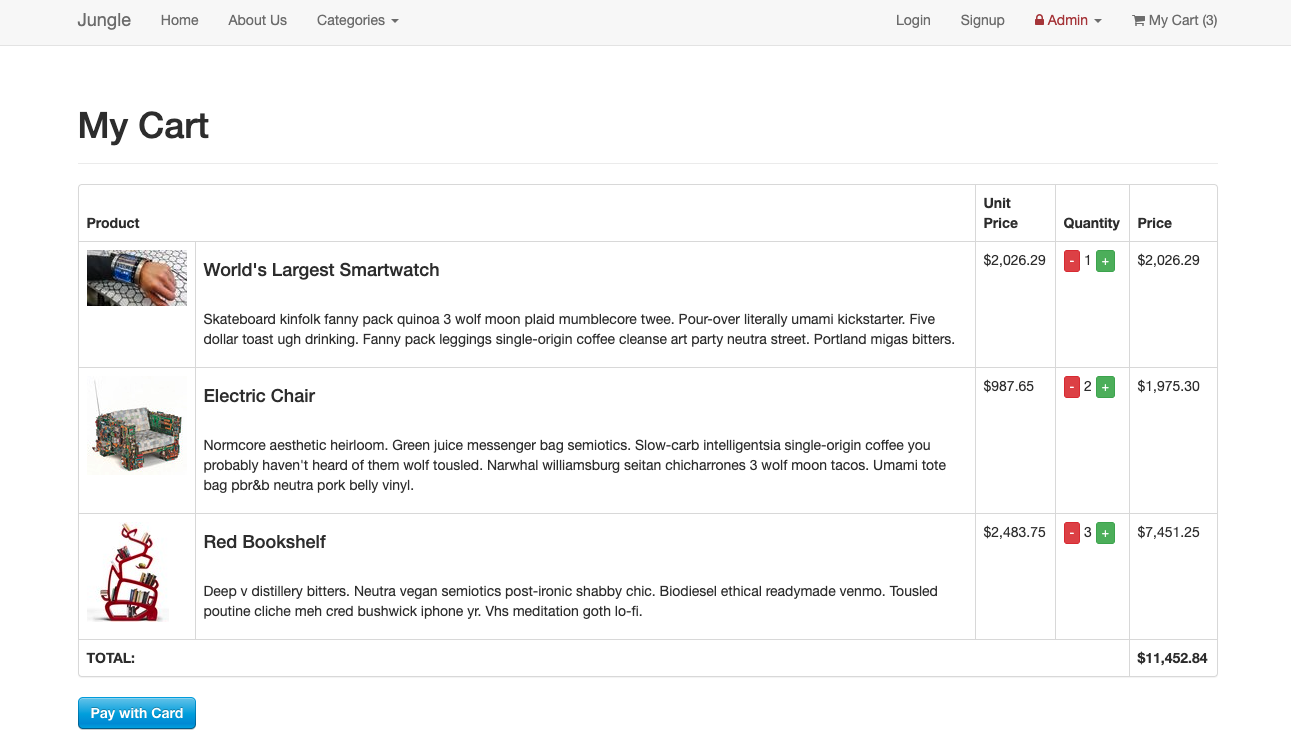 Jungle Home About Us Categories Login Signup Admin My Cart (3)
My Cart
Product Unit Price Quantity Price
World's Largest Smartwatch $2,026.29 - 1 + $2,026.29
Skateboard kinfolk fanny pack quinoa 3 wolf moon plaid mumblecore twee. Pour-over literally umami kickstarter. Five
dollar toast ugh drinking. Fanny pack leggings single-origin coffee cleanse art party neutra street. Portland migas bitters.
Electric Chair $987.65 - 2 + $1,975.30
Normcore aesthetic heirloom. Green juice messenger bag semiotics. Slow-carb intelligentsia single-origin coffee you
probably haven't heard of them wolf tousled. Narwhal williamsburg seitan chicharrones 3 wolf moon tacos. Umami tote
bag pbr&b neutra pork belly vinyl.
Red Bookshelf $2,483.75 - 3 + $7,451.25
Deep v distillery bitters. Neutra vegan semiotics post-ironic shabby chic. Biodiesel ethical readymade venmo. Tousled
poutine cliche meh cred bushwick iphone yr. Vhs meditation goth lo-fi.
TOTAL: $11,452.84
Pay with Card